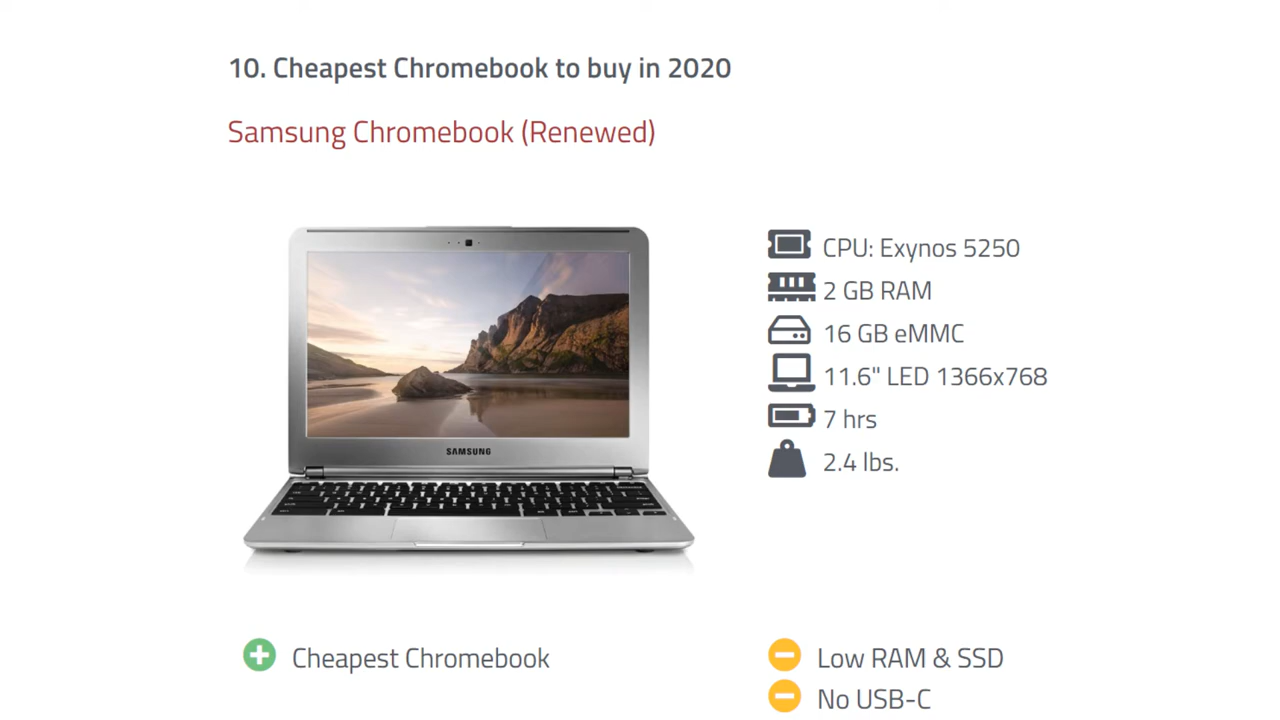 10. Cheapest Chromebook to buy in 2020
Samsung Chromebook (Renewed)
SAMSUNG
CPU: Exynos 5250
2 GB RAM
16 GB eMMC
11.6" LED 1366x768
7 hrs
2.4 lbs.
Cheapest Chromebook
Low RAM & SSD
No USB-C